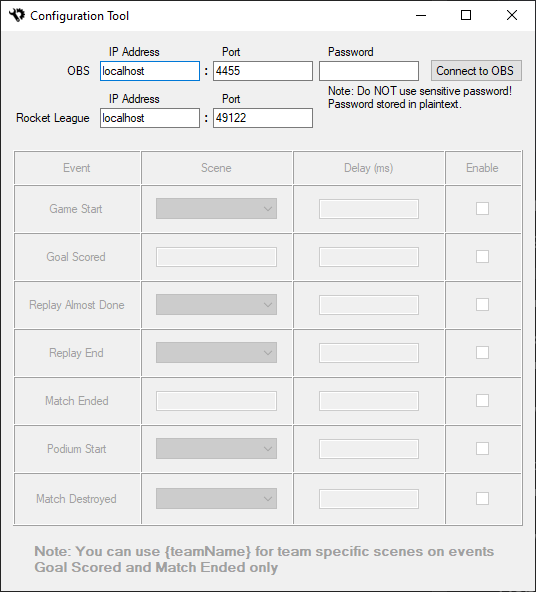 Configuration Tool
IP Address Port Password
OBS localhost : 4455 Connect to OBS
Note: Do NOT use sensitive password!
Password stored in plaintext.
IP Address Port
Rocket League localhost : 49122
Event Scene Delay (ms) Enable
Game Start
Goal Scored
Replay Almost Done
Replay End
Match Ended
Podium Start
Match Destroyed
Note: You can use {teamName} for team specific scenes on events
Goal Scored and Match Ended only